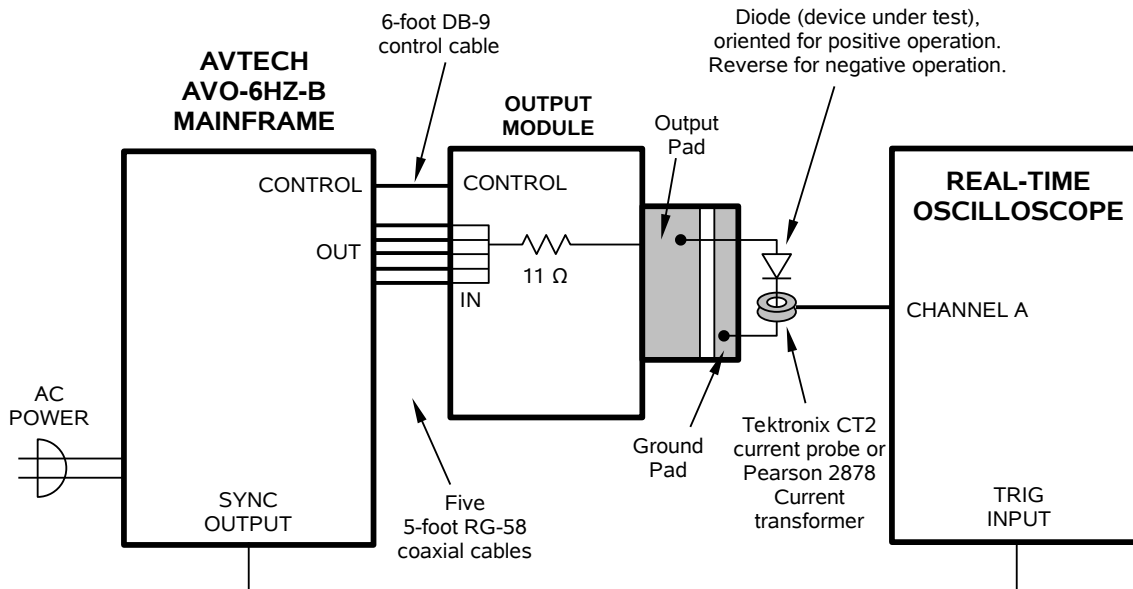 6-foot DB-9
control cable
Diode (device under test),
oriented for positive operation.
Reverse for negative operation.
AVTECH
AVO-6HZ-B
MAINFRAME
OUTPUT
MODULE
Output
Pad
CONTROL
CONTROL
REAL-TIME
OSCILLOSCOPE
OUT
11 Ω
IN
CHANNEL A
AC
POWER
Ground
Pad
Tektronix CT2
current probe or
Pearson 2878
Current
transformer
SYNC
OUTPUT
Five
5-foot RG-58
coaxial cables
TRIG
INPUT